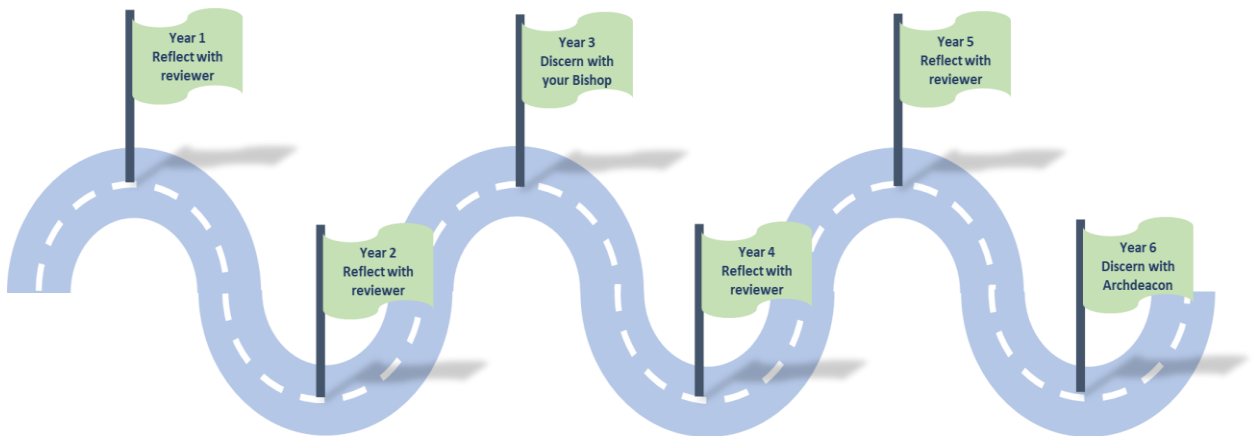 Year 1
Reflect with
reviewer
Year 2
Reflect with
reviewer
Year 3
Discern with
your Bishop
Year 4
Reflect with
reviewer
Year 5
Reflect with
reviewer
Year 6
Discern with
Archdeacon